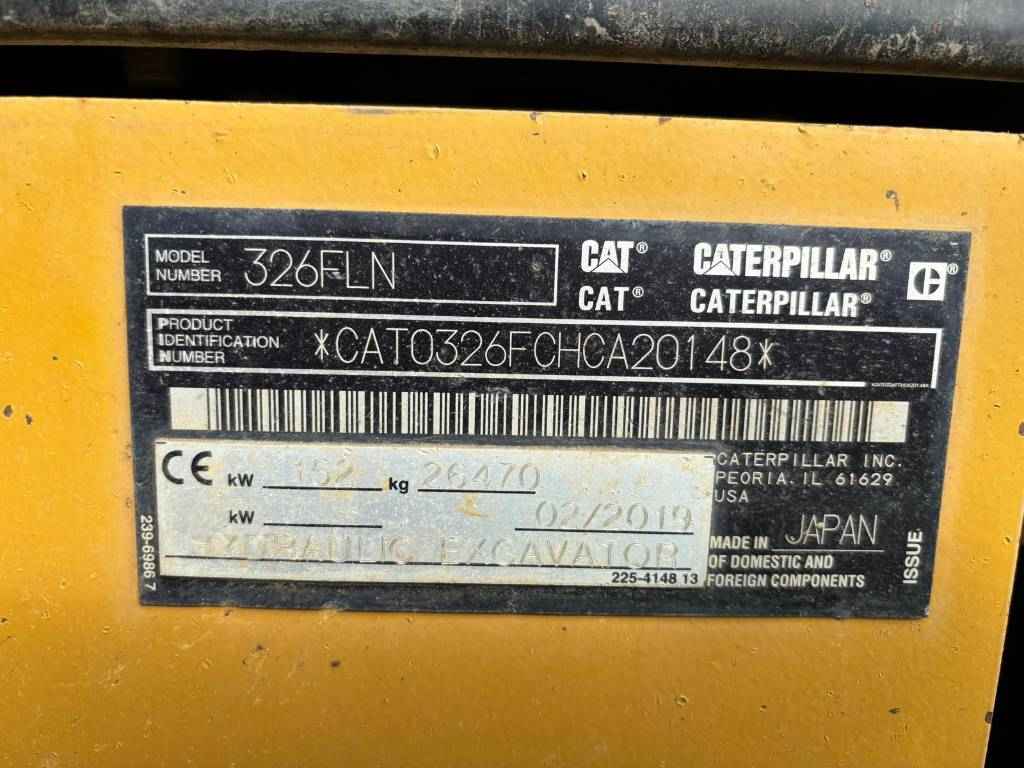 MODEL NUMBER 326FLN
CAT® CATERPILLAR®
CAT® CATERPILLAR®
PRODUCT IDENTIFICATION NUMBER *CAT0326FCHCA20148*
CE kW 152 kg 26470
kW 02/2019
HYDRAULIC EXCAVATOR
225-4148 13
239-6986 7
CATERPILLAR INC.
PEORIA, IL 61629
USA
MADE IN JAPAN
OF DOMESTIC AND
FOREIGN COMPONENTS
ISSUE